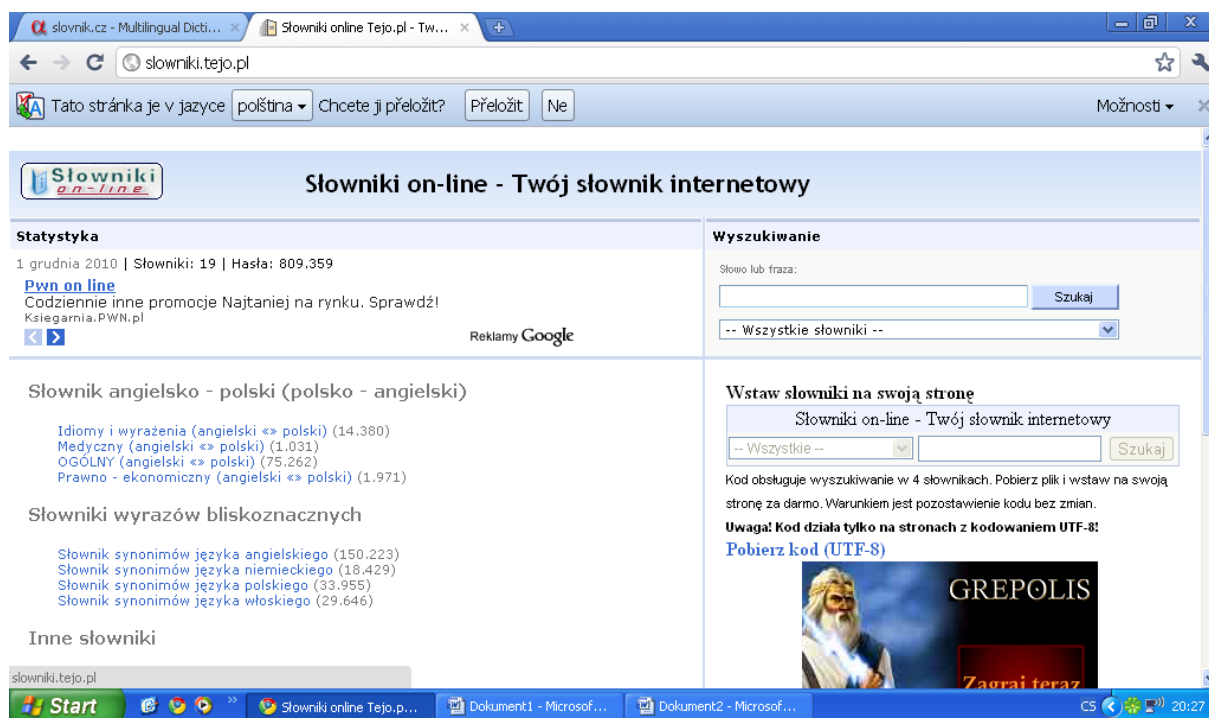 slovnik.cz - Multilingual Dicti...
Słowniki online Tejo.pl - Tw...
slowniki.tejo.pl
Tato stránka je v jazyce polština Chcete ji přeložit? Přeložit Ne Možnosti
Słowniki
on-line
Słowniki on-line - Twój słownik internetowy
Statystyka
1 grudnia 2010 | Słowniki: 19 | Hasła: 809.359
Pwn on line
Codziennie inne promocje Najtaniej na rynku. Sprawdź!
Ksiegarnia.PWN.pl
Reklamy Google
Wyszukiwanie
Słowo lub fraza:
Szukaj
-- Wszystkie słowniki --
Słownik angielsko - polski (polsko - angielski)
Idiomy i wyrażenia (angielski «» polski) (14.380)
Medyczny (angielski «» polski) (1.031)
OGÓLNY (angielski «» polski) (75.262)
Prawno - ekonomiczny (angielski «» polski) (1.971)
Słowniki wyrazów bliskoznacznych
Słownik synonimów języka angielskiego (150.223)
Słownik synonimów języka niemieckiego (18.429)
Słownik synonimów języka polskiego (33.955)
Słownik synonimów języka włoskiego (29.646)
Inne słowniki
Wstaw słowniki na swoją stronę
Słowniki on-line - Twój słownik internetowy
-- Wszystkie -- Szukaj
Kod obsługuje wyszukiwanie w 4 słownikach. Pobierz plik i wstaw na swoją
stronę za darmo. Warunkiem jest pozostawienie kodu bez zmian.
Uwaga! Kod działa tylko na stronach z kodowaniem UTF-8!
Pobierz kod (UTF-8)
GREPOLIS
Zagraj teraz
slowniki.tejo.pl
Start
Słowniki online Tejo.p...
Dokument1 - Microsof...
Dokument2 - Microsof...
CS
20:27